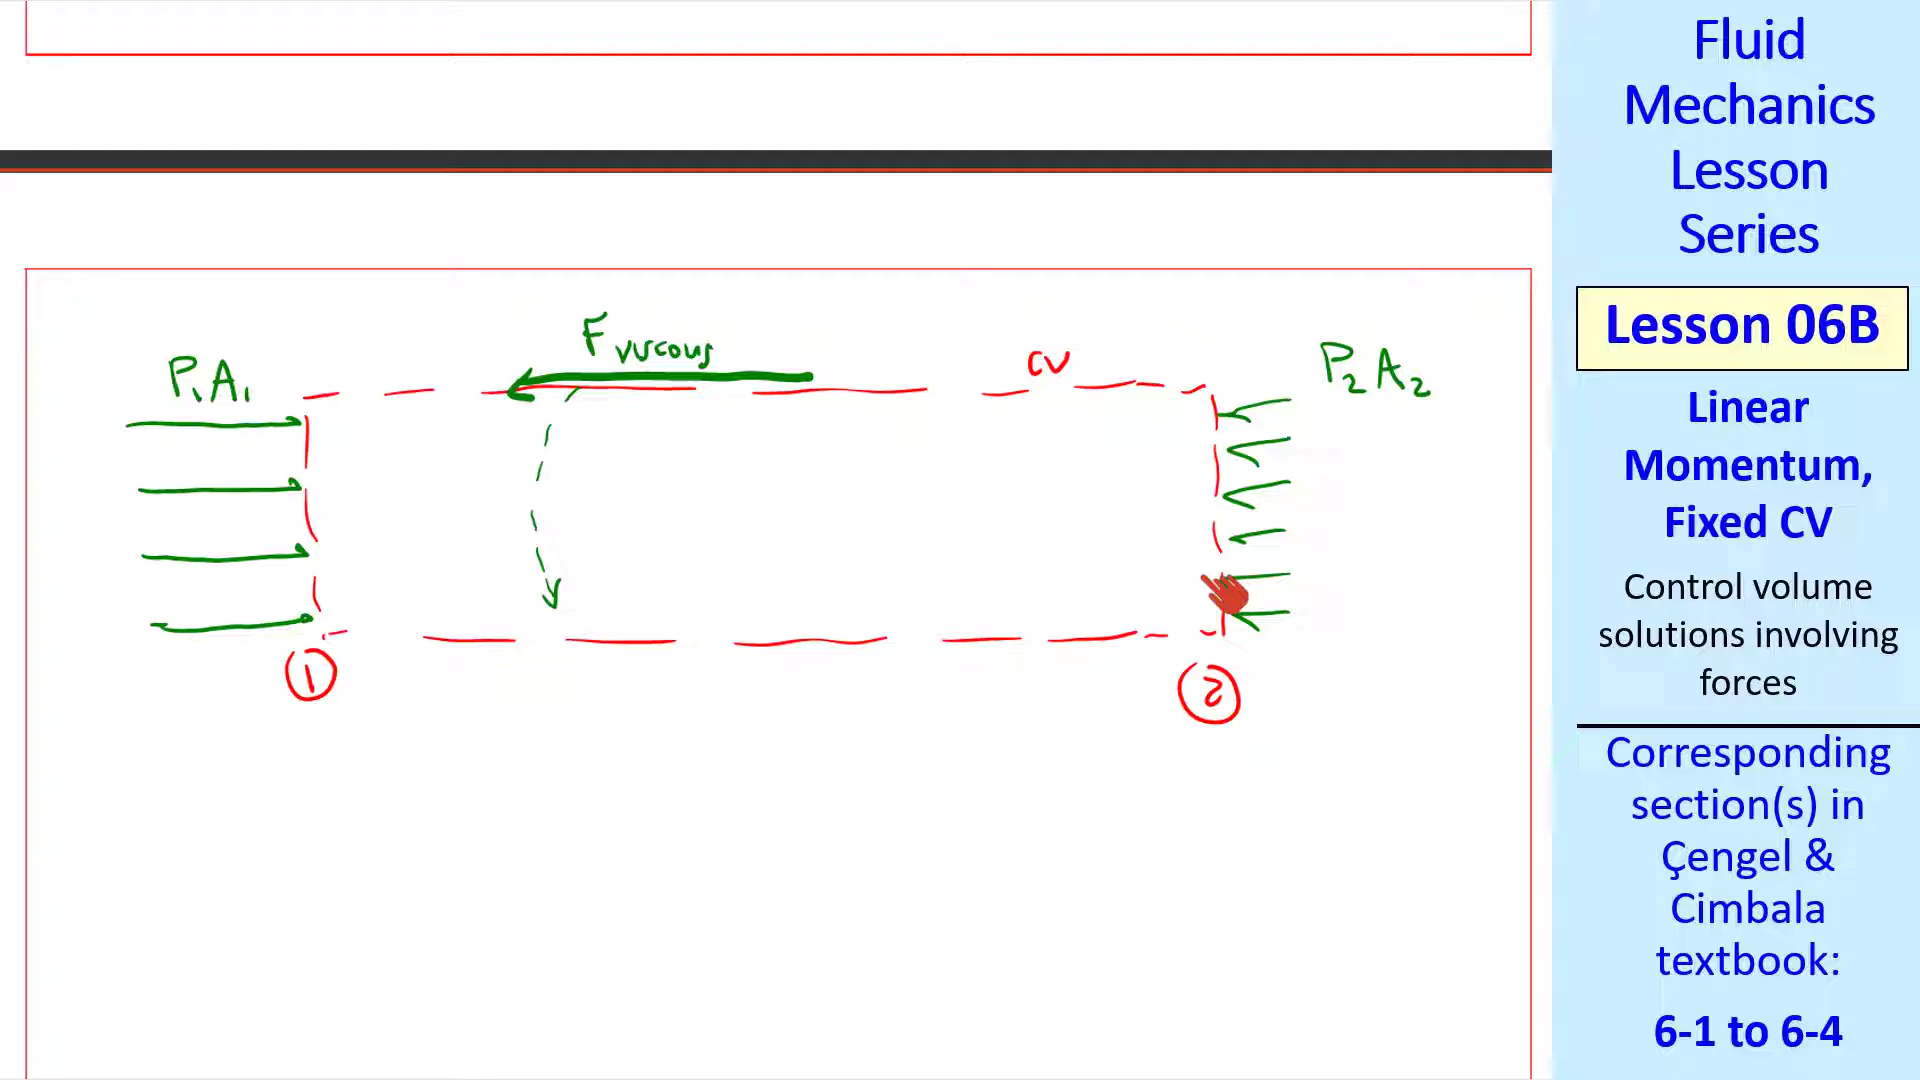 F viscous
P₁A₁
CV
P₂A₂
1
2
Fluid
Mechanics
Lesson
Series
Lesson 06B
Linear
Momentum,
Fixed CV
Control volume
solutions involving
forces
Corresponding
section(s) in
Çengel &
Cimbala
textbook:
6-1 to 6-4